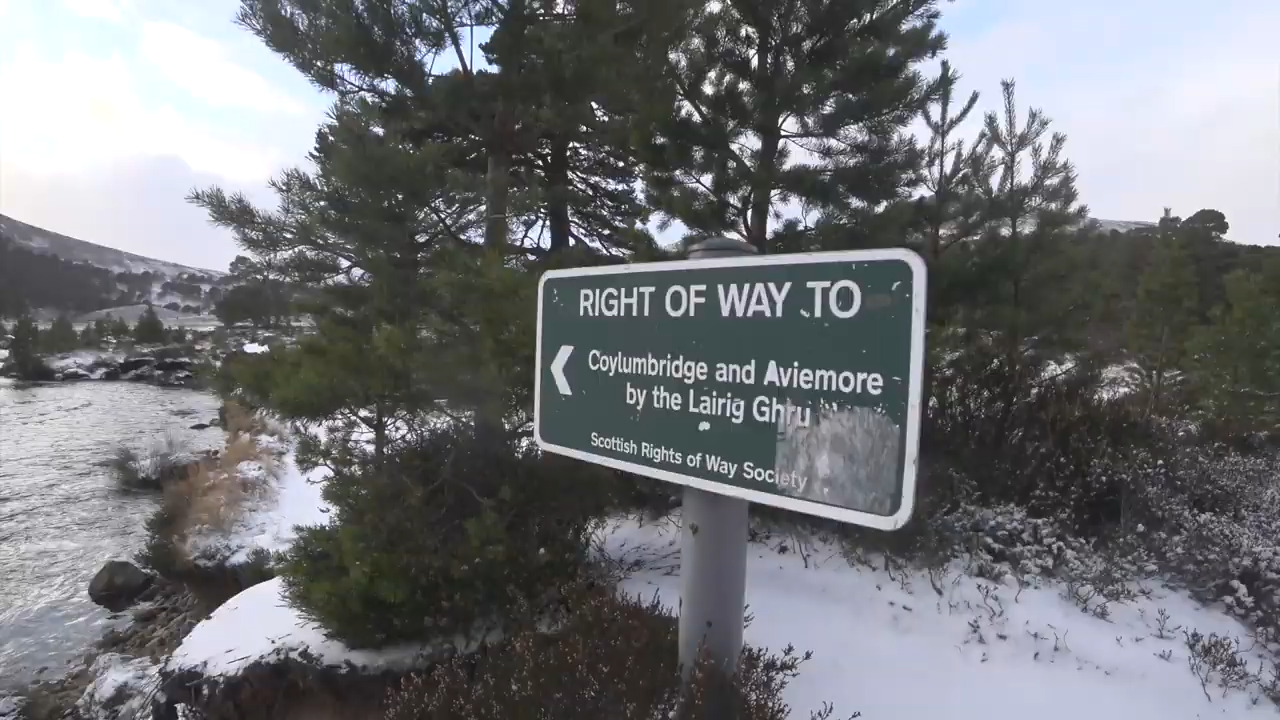 RIGHT OF WAY TO
Coylumbridge and Aviemore
by the Lairig Ghru
Scottish Rights of Way Society